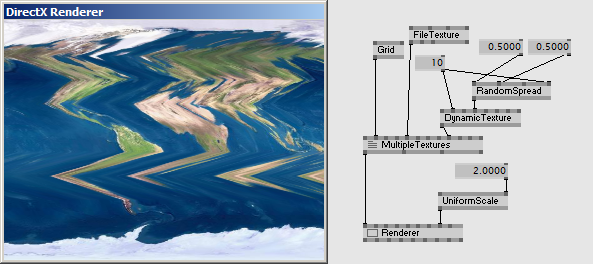 DirectX Renderer
FileTexture
Grid
0.5000 0.5000
10
RandomSpread
DynamicTexture
MultipleTextures
2.0000
UniformScale
Renderer